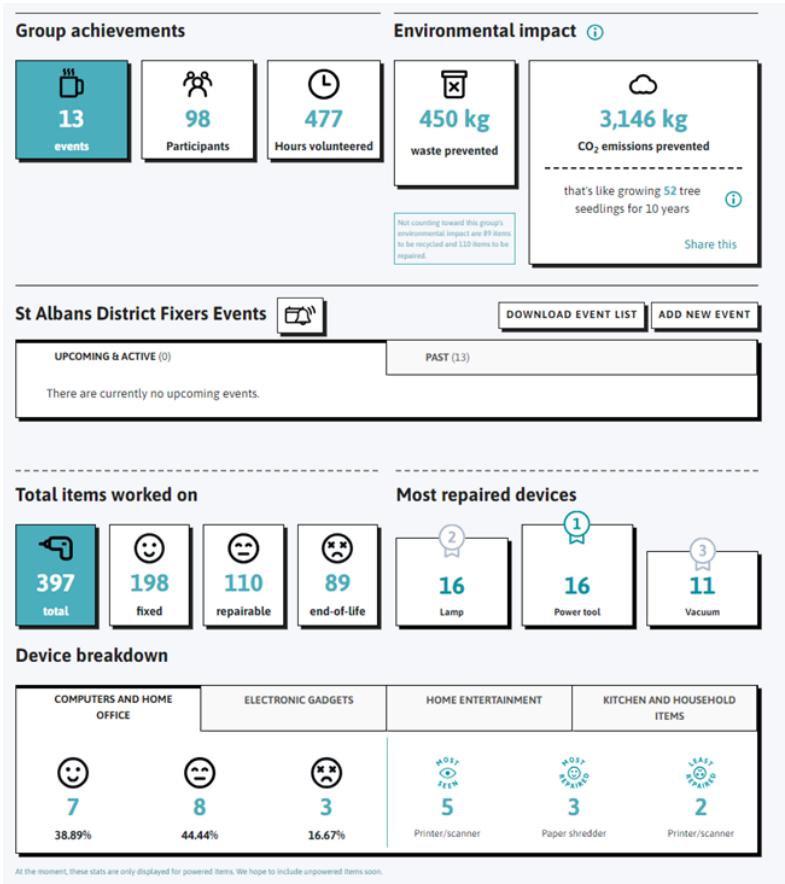 Group achievements
Environmental impact
13
events
98
Participants
477
Hours volunteered
450 kg
waste prevented
3,146 kg
CO₂ emissions prevented
that's like growing 52 tree
seedlings for 10 years
Share this
Not counting toward this group's
environmental impact are 89 items
to be recycled and 110 items to be
repaired.
St Albans District Fixers Events
DOWNLOAD EVENT LIST
ADD NEW EVENT
UPCOMING & ACTIVE (0)
PAST (13)
There are currently no upcoming events.
Total items worked on
Most repaired devices
397
total
198
fixed
110
repairable
89
end-of-life
2
16
Lamp
1
16
Power tool
3
11
Vacuum
Device breakdown
COMPUTERS AND HOME
OFFICE
ELECTRONIC GADGETS
HOME ENTERTAINMENT
KITCHEN AND HOUSEHOLD
ITEMS
7
38.89%
8
44.44%
3
16.67%
MOST
SEEN
5
Printer/scanner
MOST
REPAIRED
3
Paper shredder
LEAST
REPAIRED
2
Printer/scanner
At the moment, these stats are only displayed for powered items. We hope to include unpowered items soon.